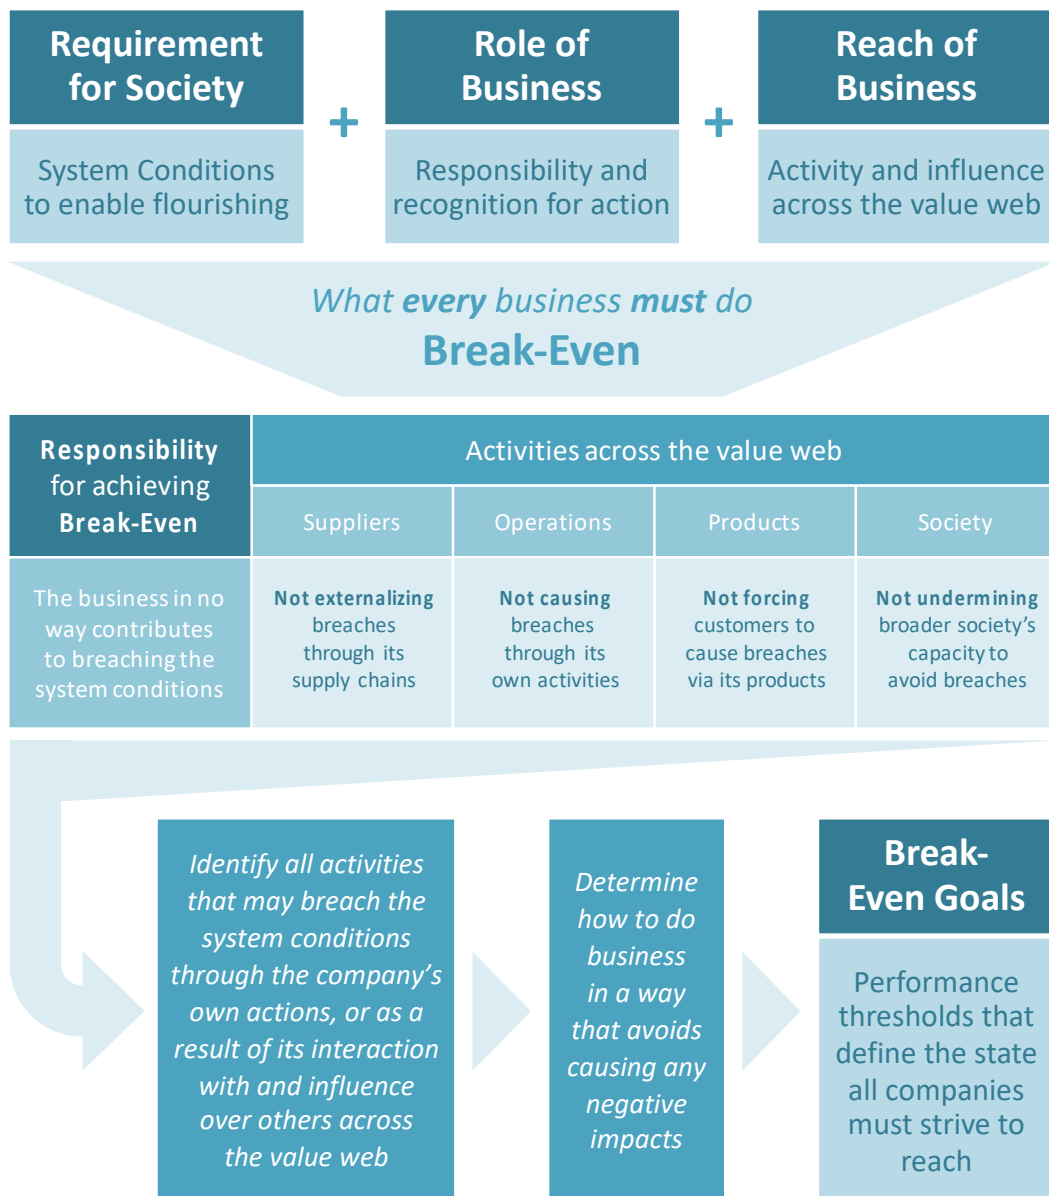 Requirement
for Society
System Conditions
to enable flourishing
+
Role of
Business
Responsibility and
recognition for action
+
Reach of
Business
Activity and influence
across the value web
What every business must do
Break-Even
Responsibility
for achieving
Break-Even
Activities across the value web
Suppliers
Operations
Products
Society
The business in no
way contributes
to breaching the
system conditions
Not externalizing
breaches
through its
supply chains
Not causing
breaches
through its
own activities
Not forcing
customers to
cause breaches
via its products
Not undermining
broader society's
capacity to
avoid breaches
Identify all activities
that may breach the
system conditions
through the company's
own actions, or as a
result of its interaction
with and influence
over others across
the value web
Determine
how to do
business
in a way
that avoids
causing any
negative
impacts
Break-
Even Goals
Performance
thresholds that
define the state
all companies
must strive to
reach